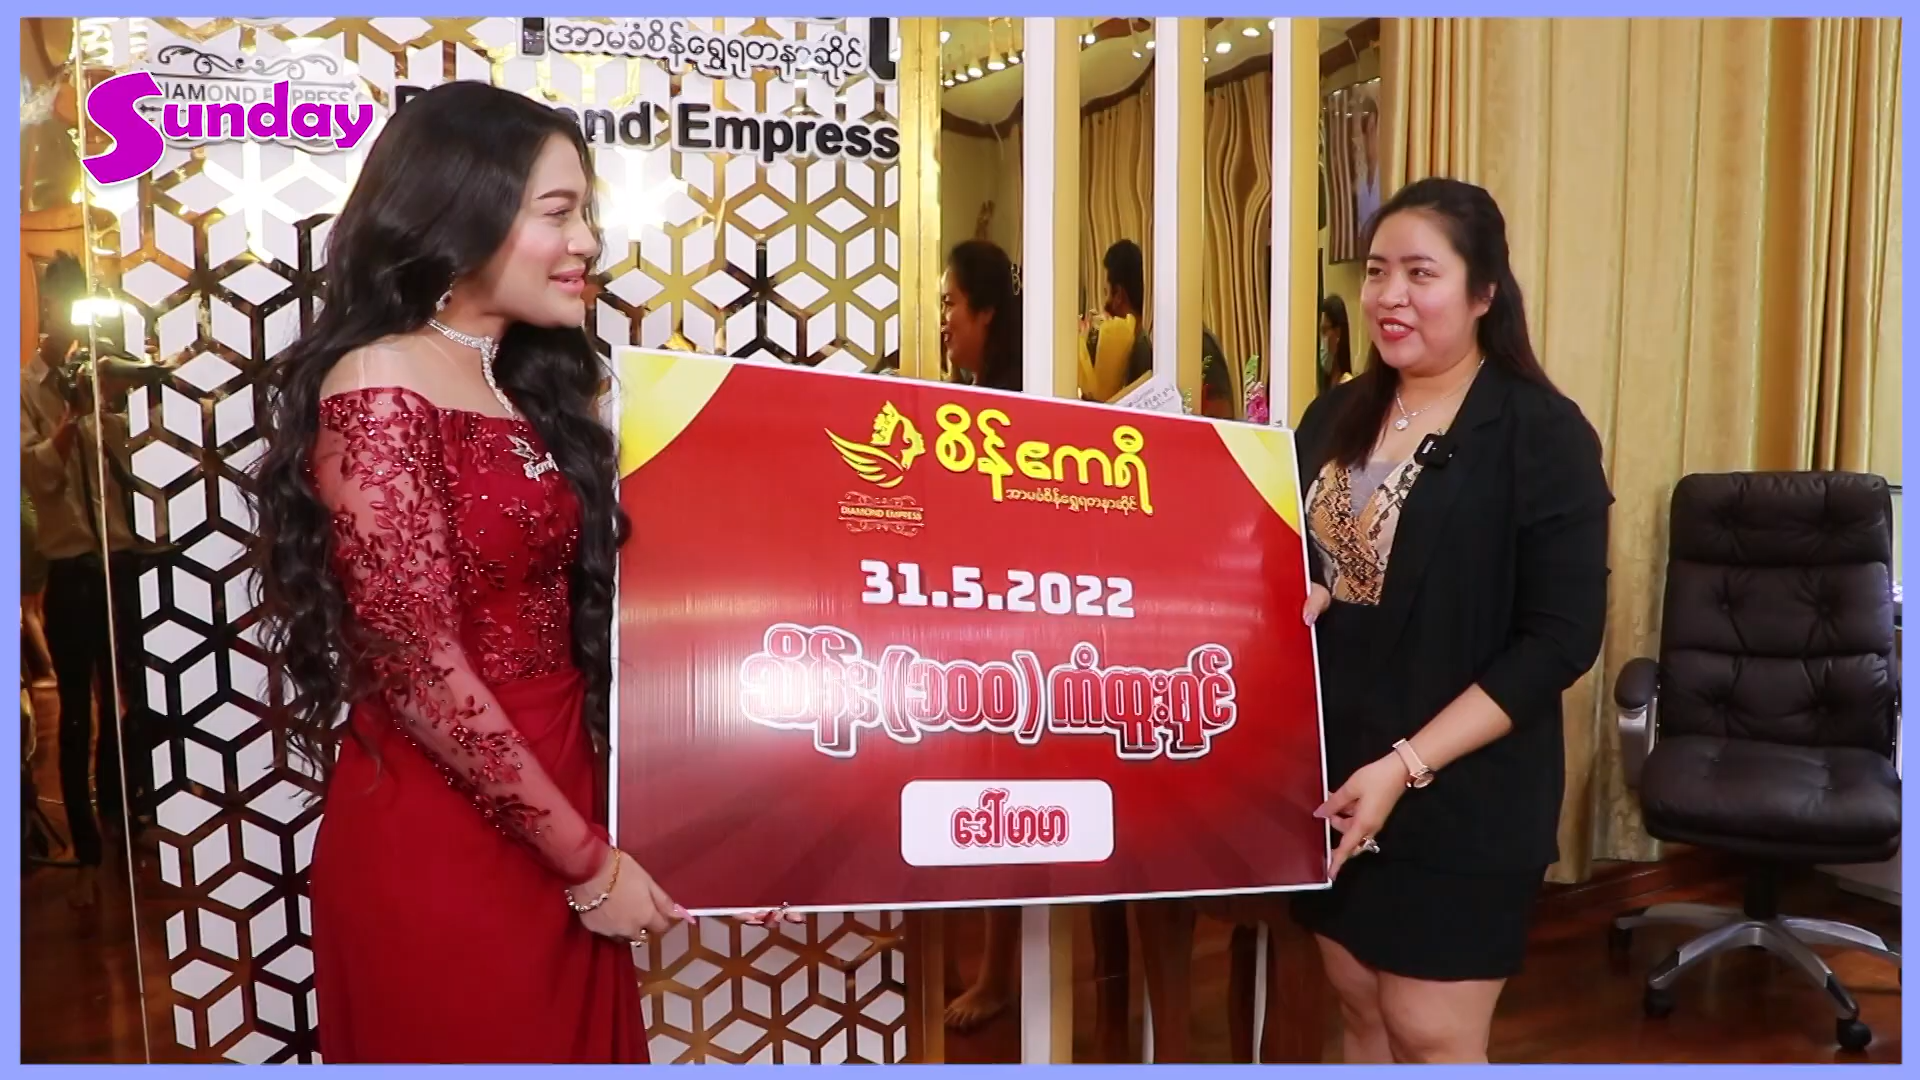 အာမခံစိန်ရွှေရတနာဆိုင်
DIAMOND EMPRESS
Sunday
Empress
စိန်ဧကရီ
အာမခံစိန်ရွှေရတနာဆိုင်
DIAMOND EMPRESS
31.5.2022
သိန်း(၁၀၀)ကံထူးရှင်
ဒေါ်မာမာ